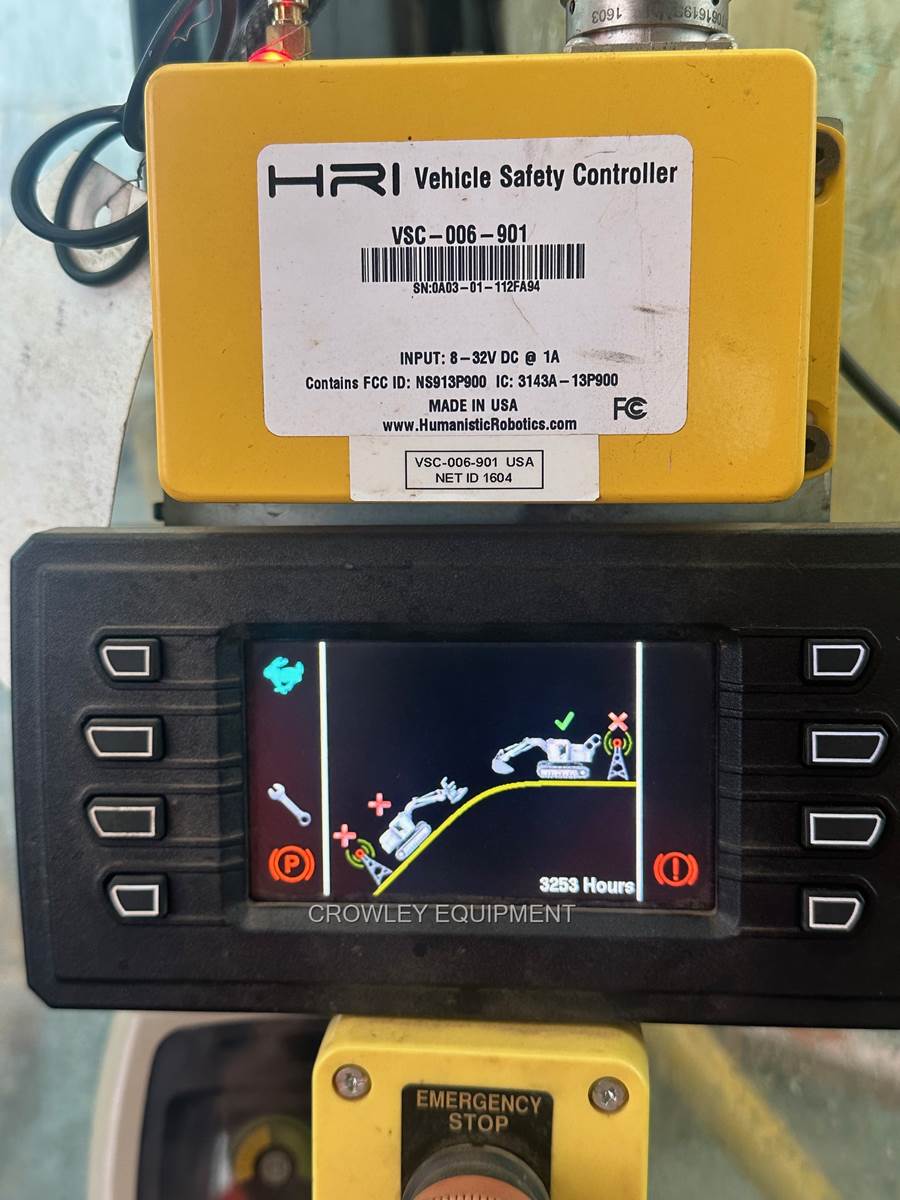 HRI Vehicle Safety Controller
VSC-006-901
SN:0A03-01-112FA94
INPUT: 8-32V DC @ 1A
Contains FCC ID: NS913P900 IC: 3143A-13P900
MADE IN USA
FC
www.HumanisticRobotics.com
VSC-006-901 USA
NET ID 1604
P
!
3253 Hours
CROWLEY EQUIPMENT
EMERGENCY
STOP